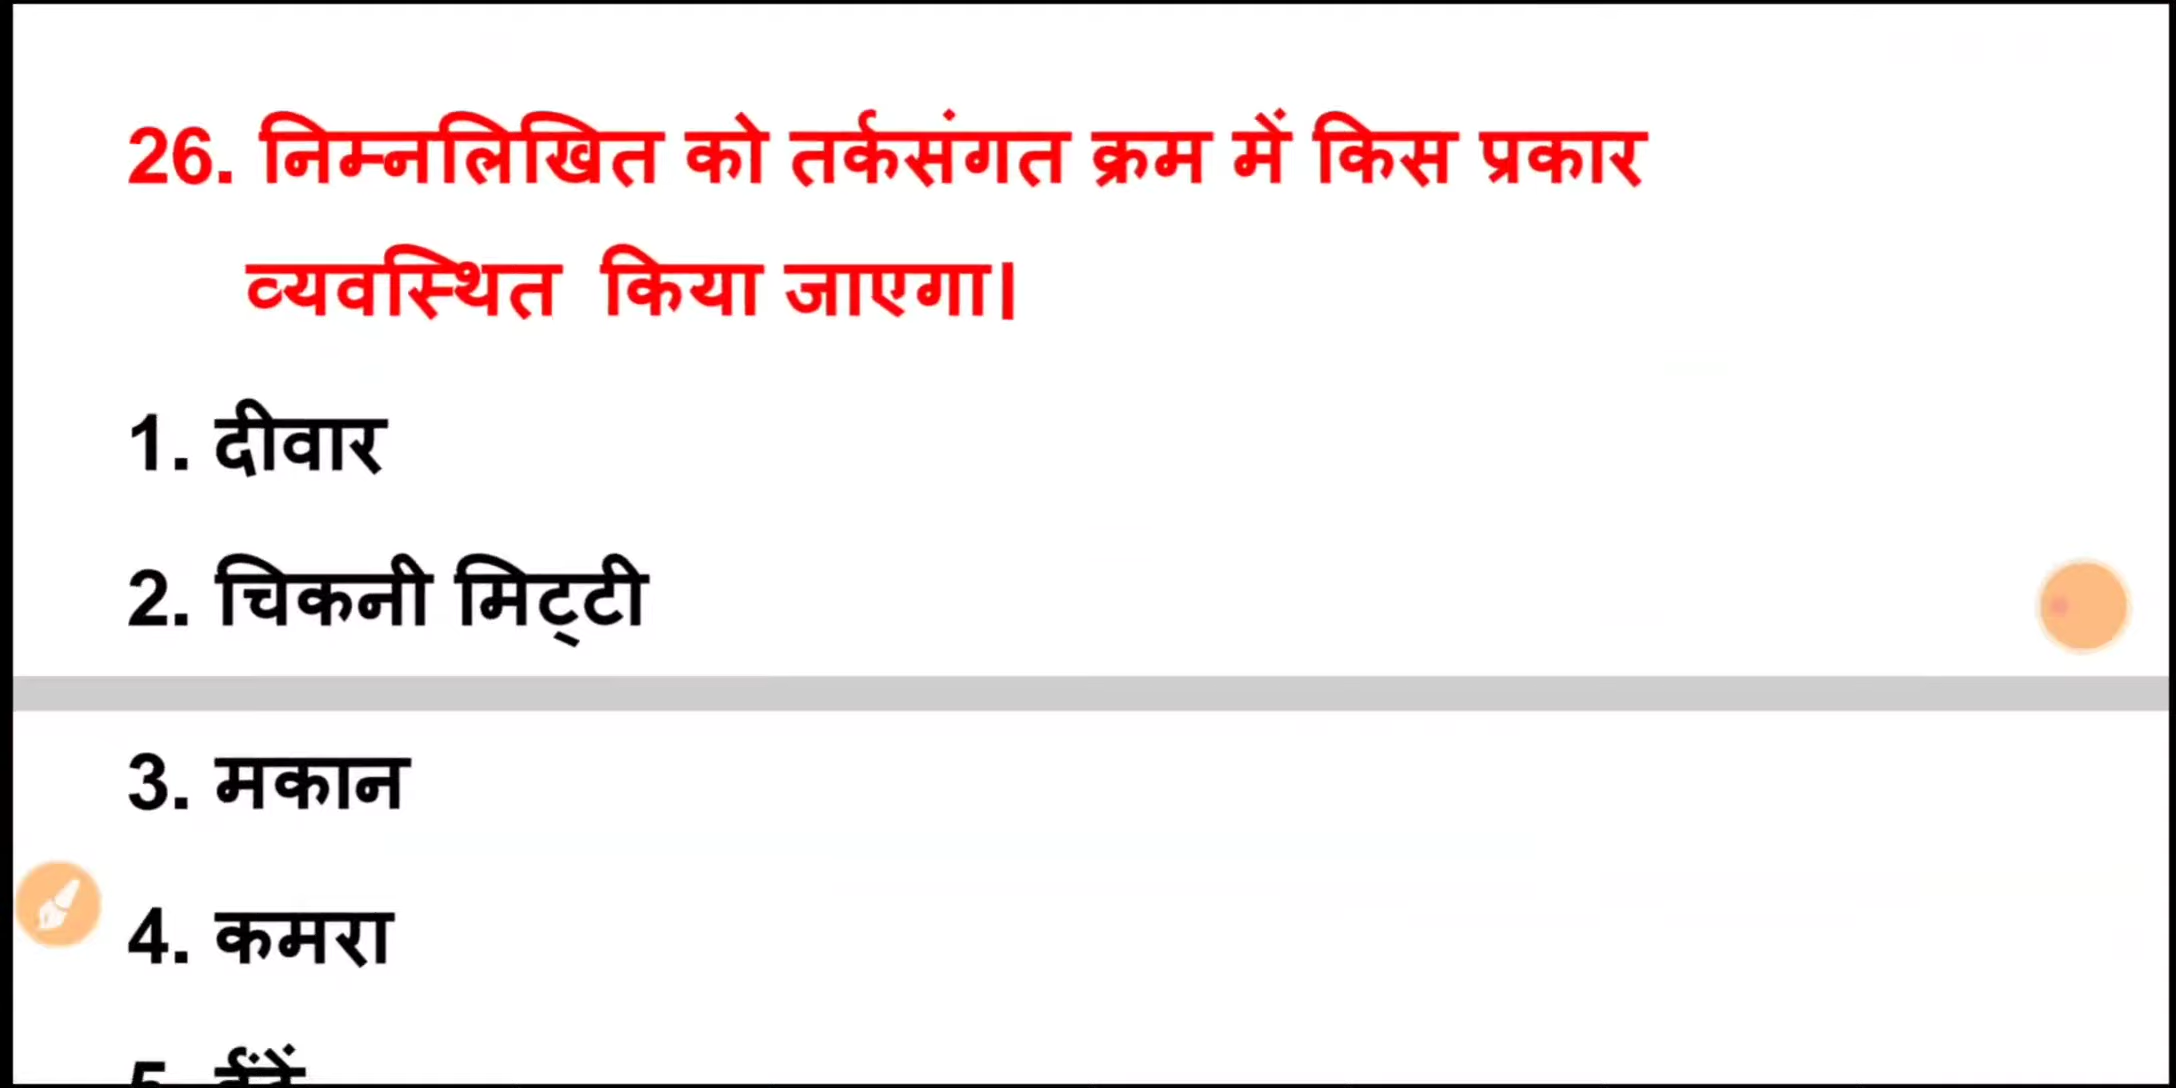 26. निम्नलिखित को तर्कसंगत क्रम में किस प्रकार
व्यवस्थित किया जाएगा।
1. दीवार
2. चिकनी मिट्‌टी
3. मकान
4. कमरा